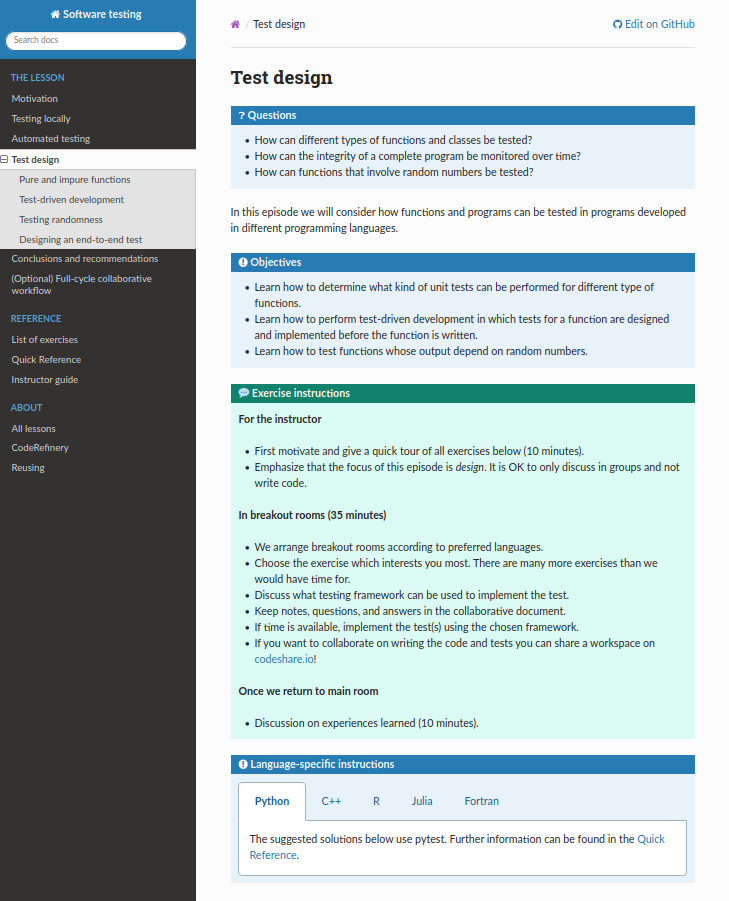 Software testing
Search docs
THE LESSON
Motivation
Testing locally
Automated testing
Test design
Pure and impure functions
Test-driven development
Testing randomness
Designing an end-to-end test
Conclusions and recommendations
(Optional) Full-cycle collaborative
workflow
REFERENCE
List of exercises
Quick Reference
Instructor guide
ABOUT
All lessons
CodeRefinery
Reusing
/ Test design
Edit on GitHub
Test design
? Questions
• How can different types of functions and classes be tested?
• How can the integrity of a complete program be monitored over time?
• How can functions that involve random numbers be tested?
In this episode we will consider how functions and programs can be tested in programs developed
in different programming languages.
Objectives
• Learn how to determine what kind of unit tests can be performed for different type of
functions.
• Learn how to perform test-driven development in which tests for a function are designed
and implemented before the function is written.
• Learn how to test functions whose output depend on random numbers.
Exercise instructions
For the instructor
• First motivate and give a quick tour of all exercises below (10 minutes).
• Emphasize that the focus of this episode is design. It is OK to only discuss in groups and not
write code.
In breakout rooms (35 minutes)
• We arrange breakout rooms according to preferred languages.
• Choose the exercise which interests you most. There are many more exercises than we
would have time for.
• Discuss what testing framework can be used to implement the test.
• Keep notes, questions, and answers in the collaborative document.
• If time is available, implement the test(s) using the chosen framework.
• If you want to collaborate on writing the code and tests you can share a workspace on
codeshare.io!
Once we return to main room
• Discussion on experiences learned (10 minutes).
Language-specific instructions
Python C++ R Julia Fortran
The suggested solutions below use pytest. Further information can be found in the Quick
Reference.